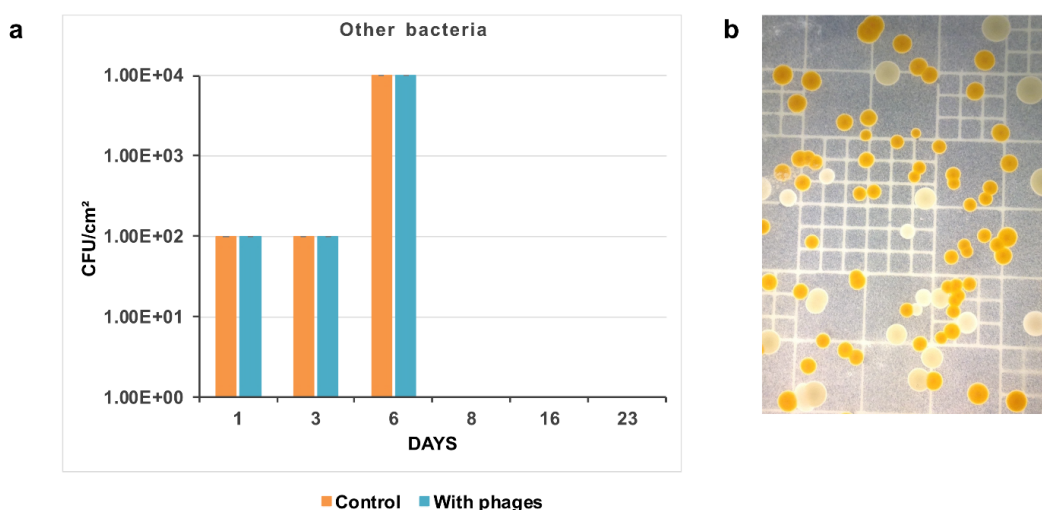 a
Other bacteria
1.00E+04
1.00E+03
1.00E+02
1.00E+01
1.00E+00
CFU/cm²
1 3 6 8 16 23
DAYS
Control With phages
b